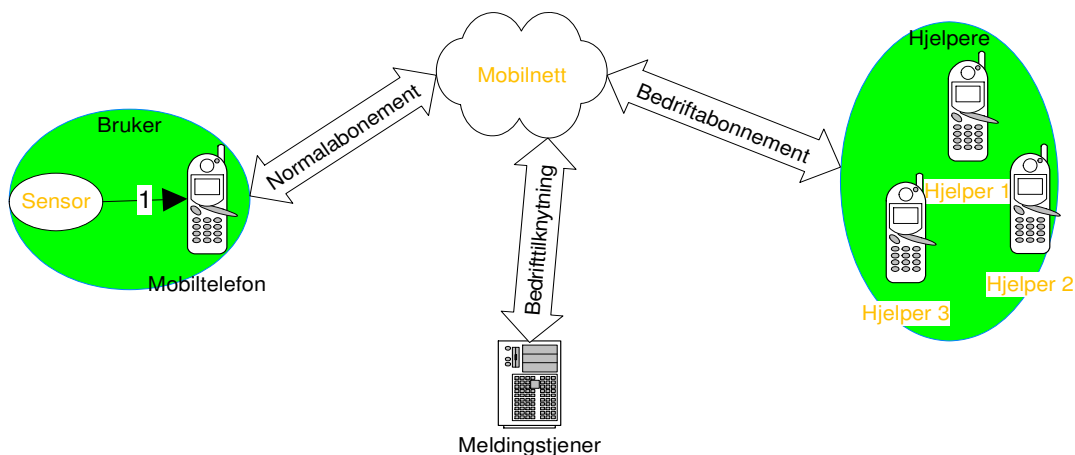 Hjelpere
Mobilnett
Bruker
Normalabonement
Bedriftabonnement
Sensor
1
Hjelper 1
Mobiltelefon
Bedrifttilknytning
Hjelper 2
Hjelper 3
Meldingstjener